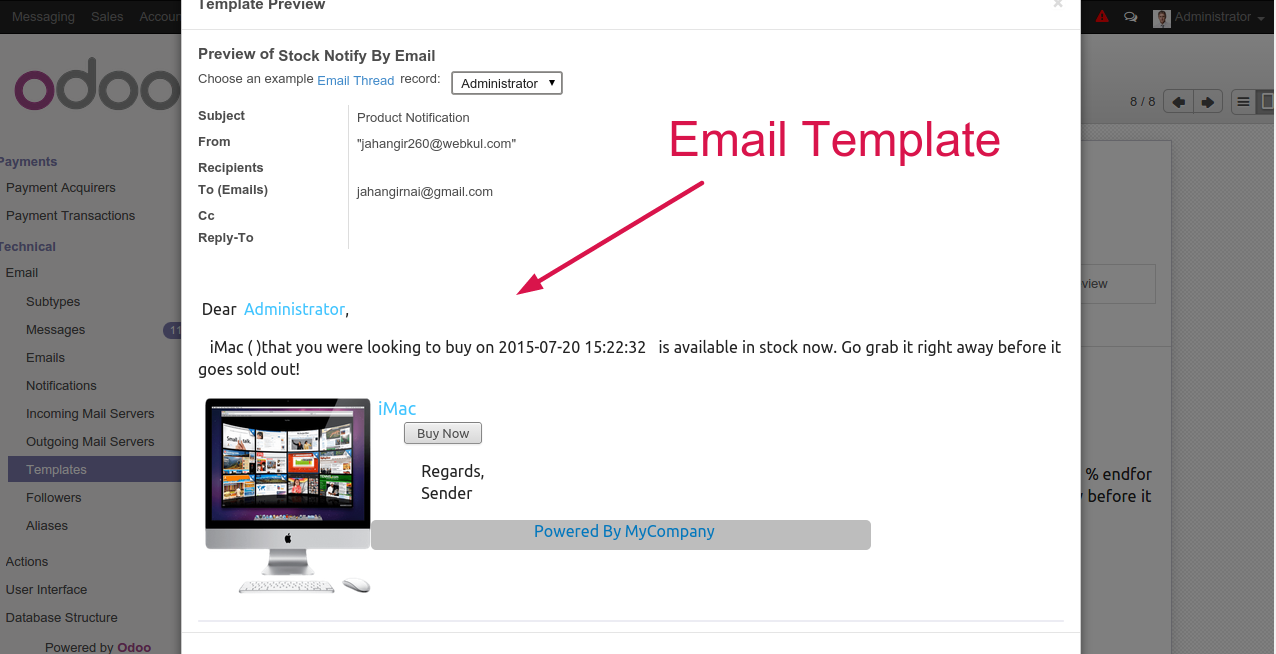 Messaging Sales Accour
Template Preview
×
Administrator
odoo
Preview of Stock Notify By Email
Choose an example Email Thread record: Administrator
8 / 8
Subject Product Notification
From "jahangir260@webkul.com"
Recipients
To (Emails) jahangirnai@gmail.com
Cc
Reply-To
Email Template
Payments
Payment Acquirers
Payment Transactions
Technical
Email
Subtypes
Messages 11
Emails
Notifications
Incoming Mail Servers
Outgoing Mail Servers
Templates
Followers
Aliases
Actions
User Interface
Database Structure
Powered by Odoo
Dear Administrator,
iMac ( )that you were looking to buy on 2015-07-20 15:22:32 is available in stock now. Go grab it right away before it
goes sold out!
iMac
Buy Now
Regards,
Sender
Powered By MyCompany
view
% endfor
before it